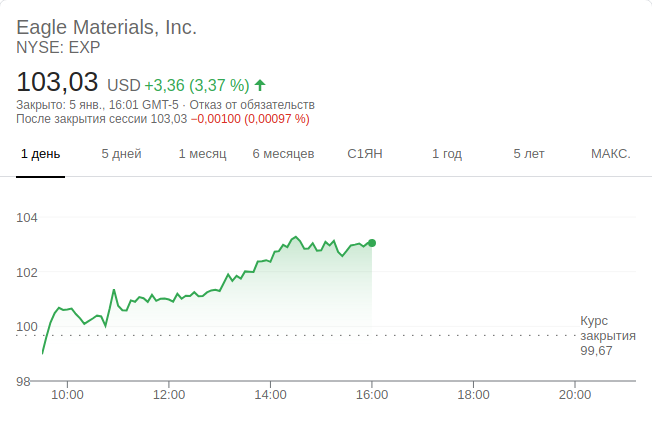 Eagle Materials, Inc.
NYSE: EXP
103,03 USD +3,36 (3,37 %)
Закрыто: 5 янв., 16:01 GMT-5 · Отказ от обязательств
После закрытия сессии 103,03 −0,00100 (0,00097 %)
1 день 5 дней 1 месяц 6 месяцев С1ЯН 1 год 5 лет МАКС.
104
102
100
98
Курс
закрытия
99,67
10:00 12:00 14:00 16:00 18:00 20:00